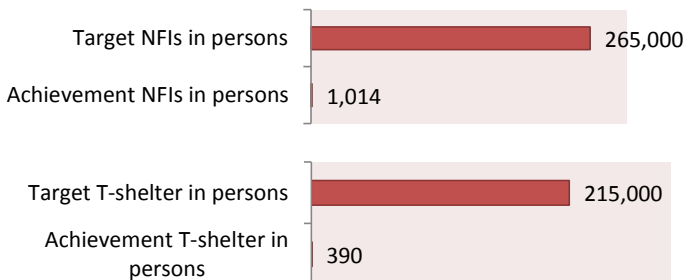 Target NFIs in persons 265,000
Achievement NFIs in persons 1,014
Target T-shelter in persons 215,000
Achievement T-shelter in
persons 390